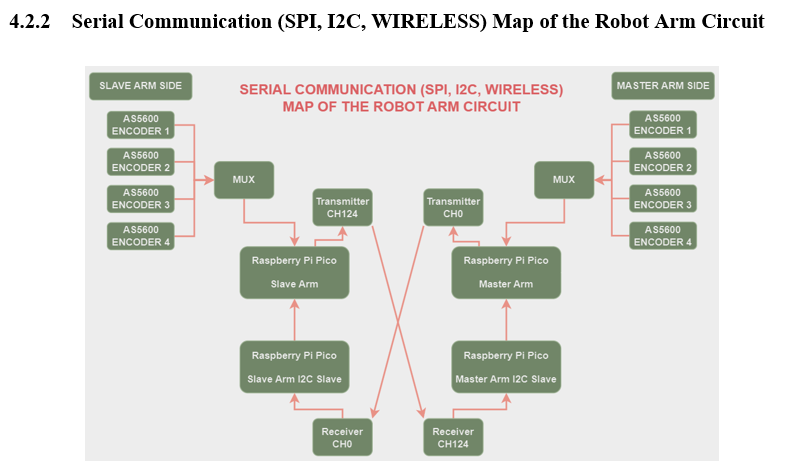 4.2.2 Serial Communication (SPI, I2C, WIRELESS) Map of the Robot Arm Circuit
SLAVE ARM SIDE
SERIAL COMMUNICATION (SPI, I2C, WIRELESS)
MAP OF THE ROBOT ARM CIRCUIT
MASTER ARM SIDE
AS5600
ENCODER 1
AS5600
ENCODER 2
AS5600
ENCODER 3
AS5600
ENCODER 4
MUX
Transmitter
CH124
Transmitter
CH0
MUX
AS5600
ENCODER 1
AS5600
ENCODER 2
AS5600
ENCODER 3
AS5600
ENCODER 4
Raspberry Pi Pico
Slave Arm
Raspberry Pi Pico
Master Arm
Raspberry Pi Pico
Slave Arm I2C Slave
Raspberry Pi Pico
Master Arm I2C Slave
Receiver
CH0
Receiver
CH124